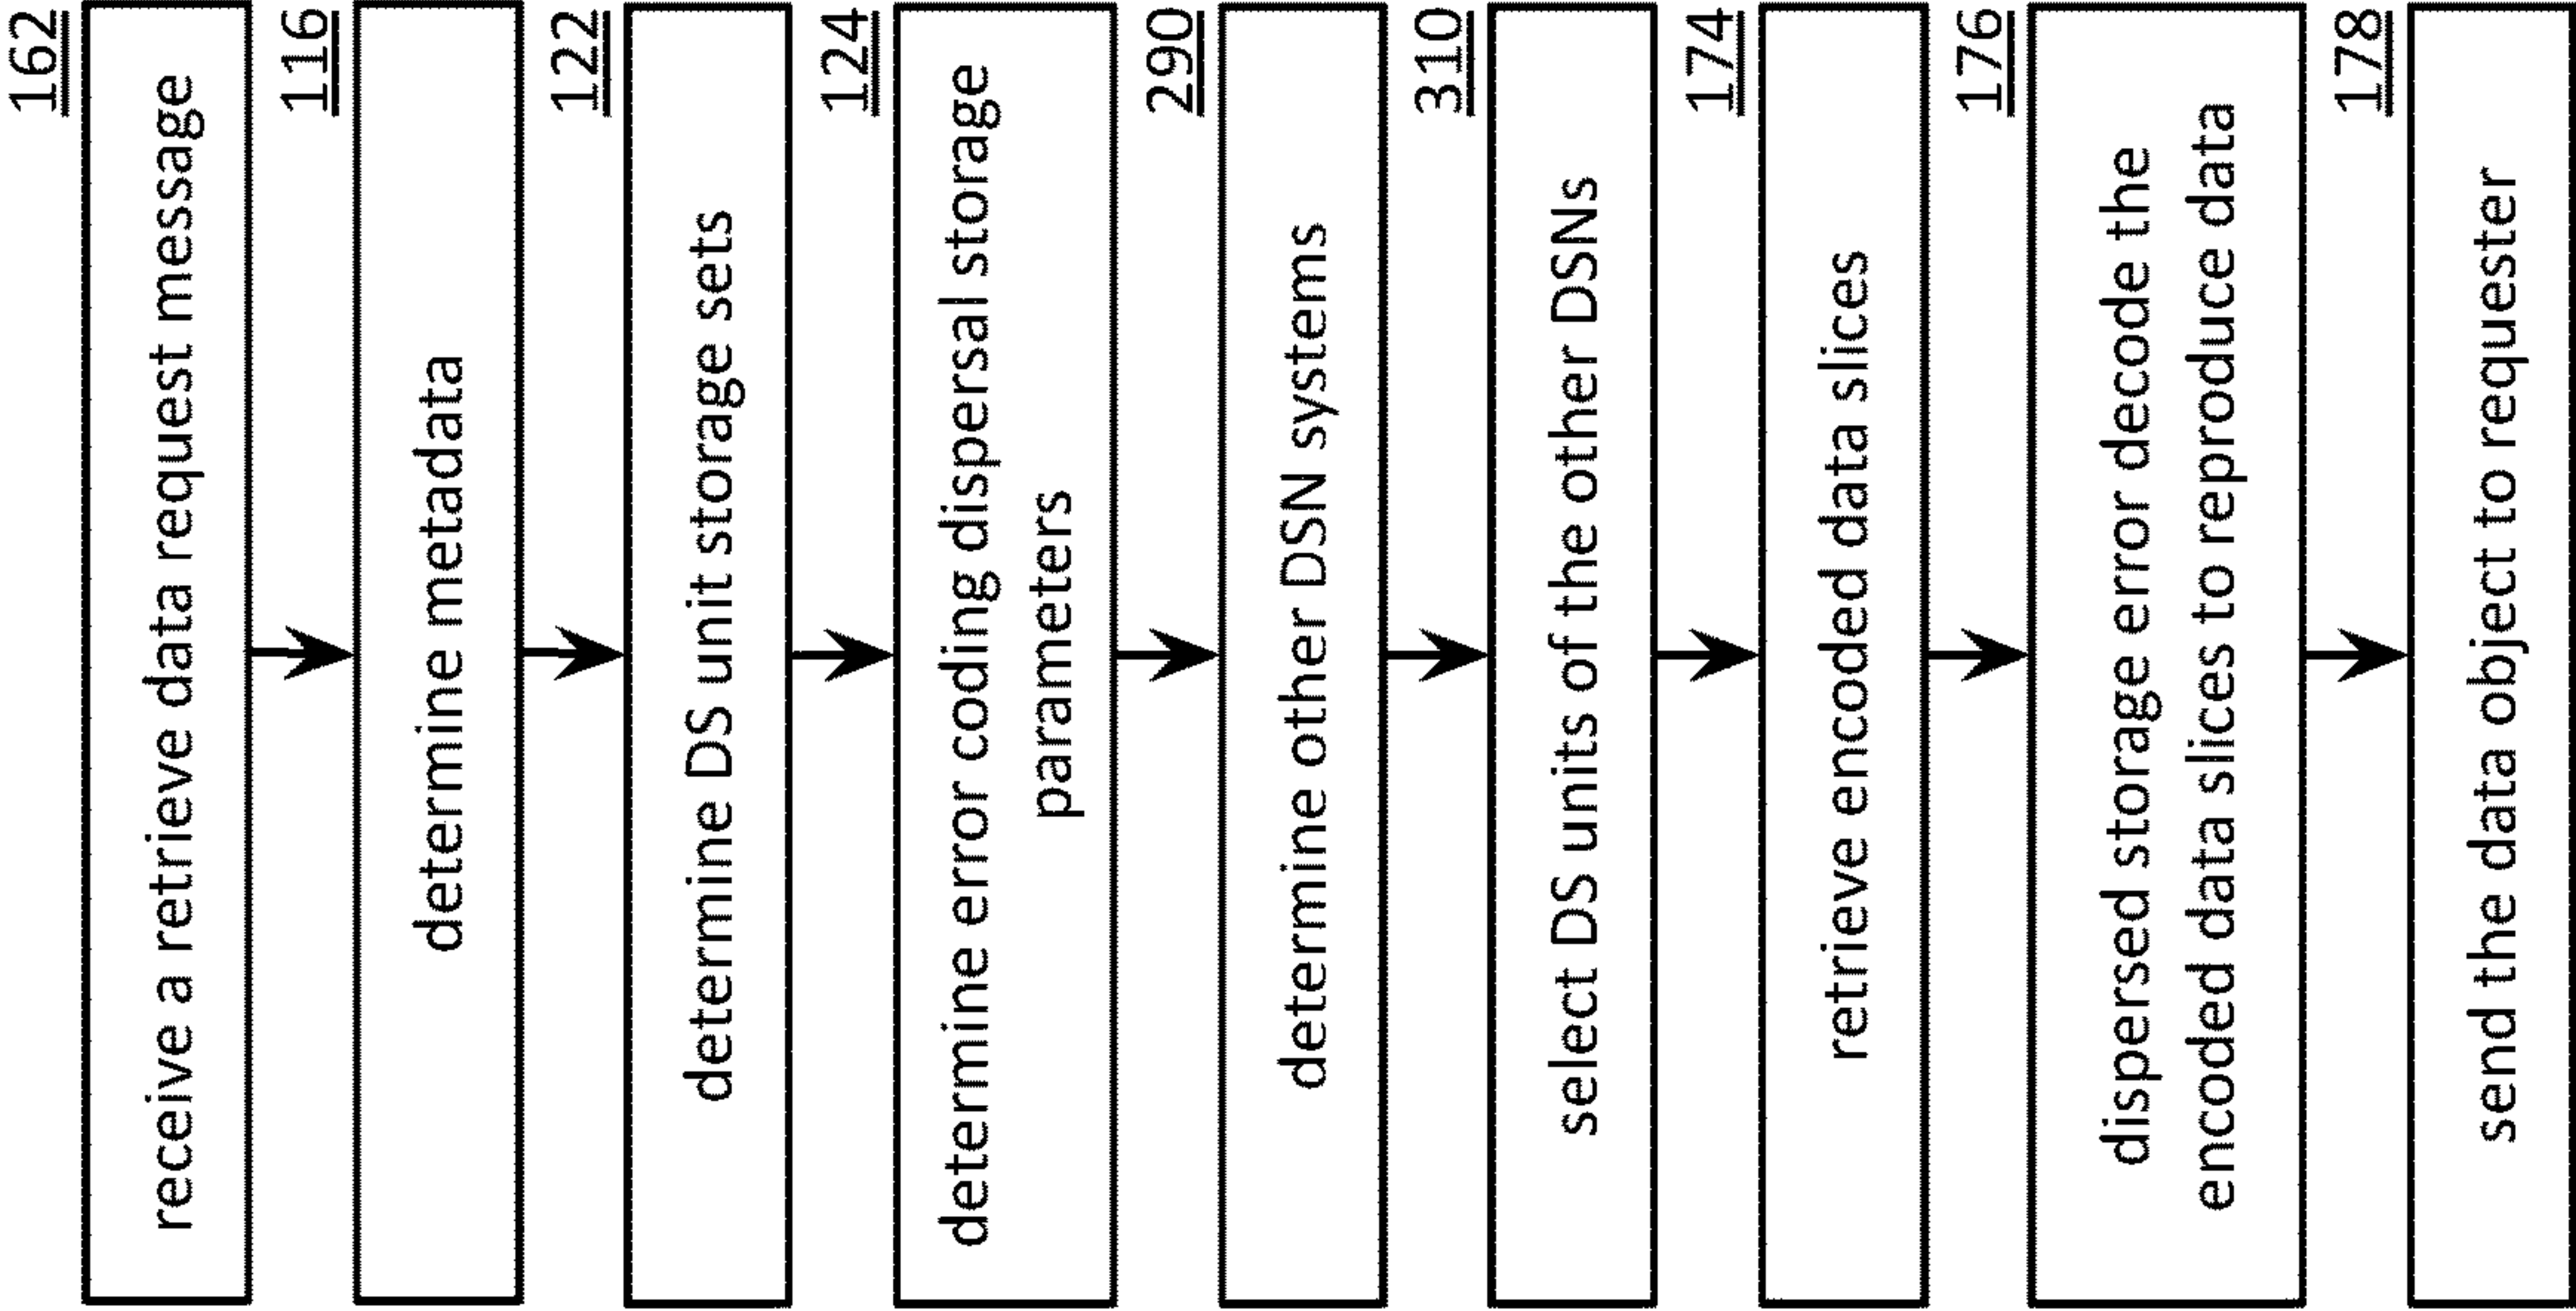 162
receive a retrieve data request message
116
determine metadata
122
determine DS unit storage sets
124
determine error coding dispersal storage
parameters
290
determine other DSN systems
310
select DS units of the other DSNs
174
retrieve encoded data slices
176
dispersed storage error decode the
encoded data slices to reproduce data
178
send the data object to requester